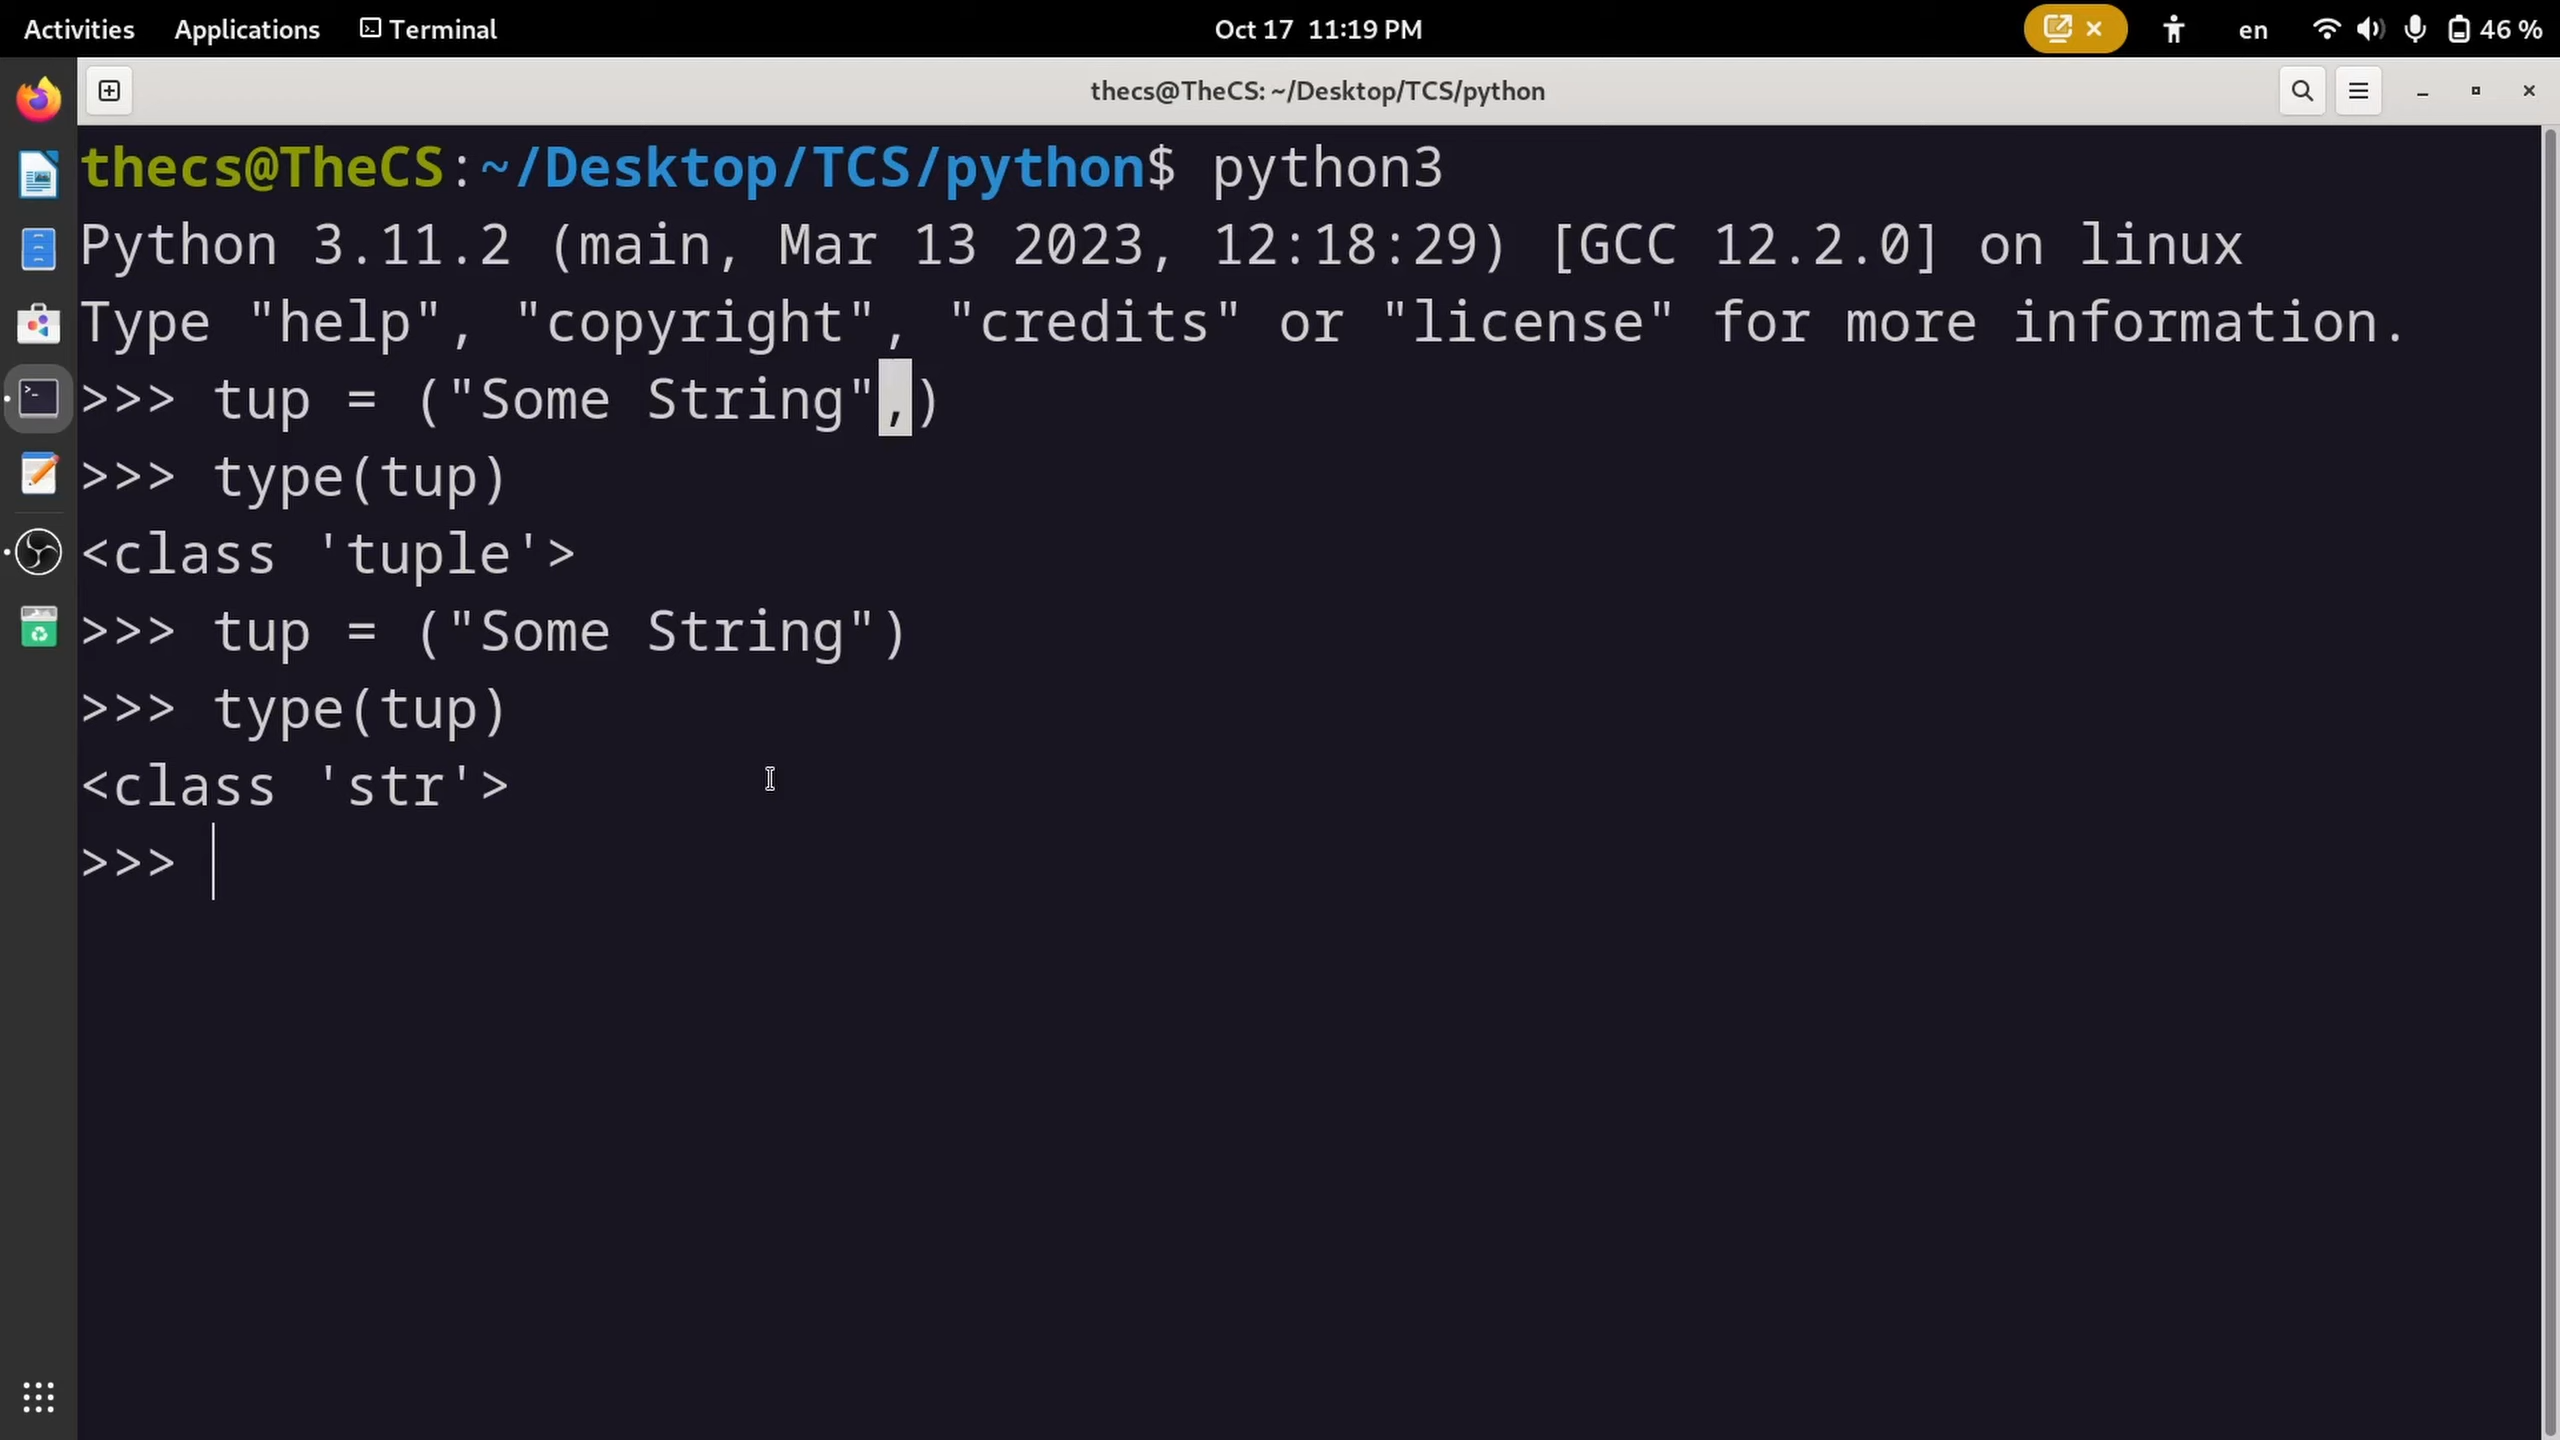 Activities Applications Terminal Oct 17 11:19 PM en 46 %
thecs@TheCS: ~/Desktop/TCS/python
thecs@TheCS:~/Desktop/TCS/python$ python3
Python 3.11.2 (main, Mar 13 2023, 12:18:29) [GCC 12.2.0] on linux
Type "help", "copyright", "credits" or "license" for more information.
>>> tup = ("Some String",)
>>> type(tup)
<class 'tuple'>
>>> tup = ("Some String")
>>> type(tup)
<class 'str'>
>>>